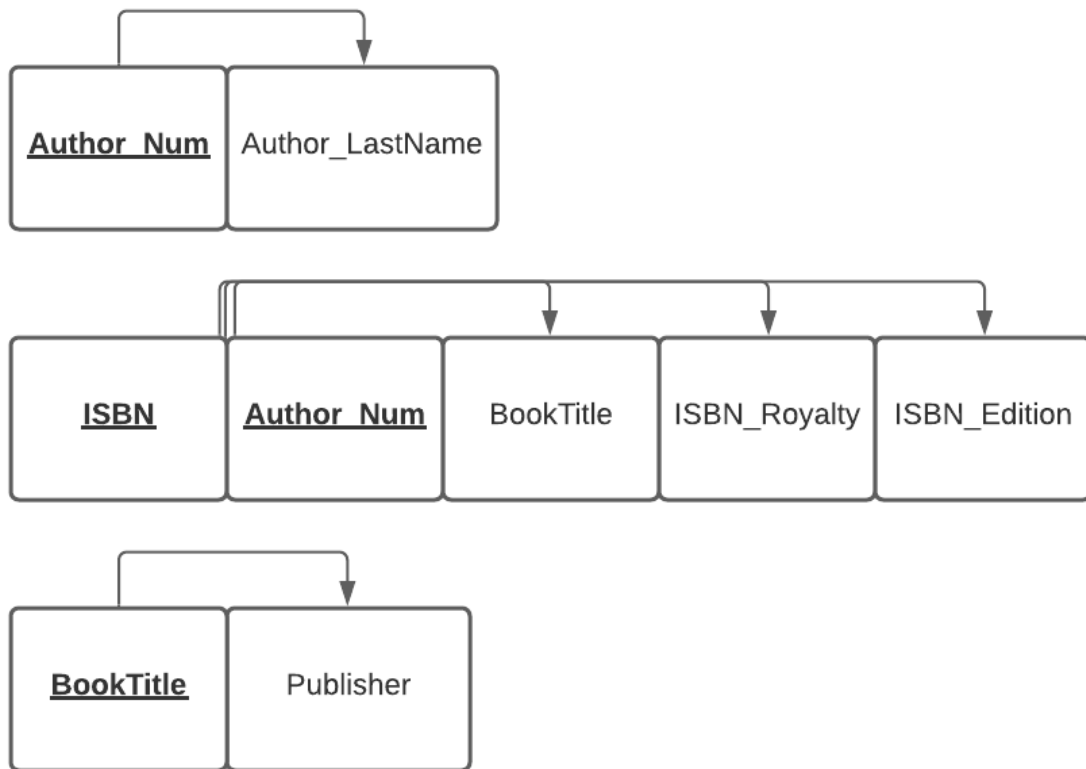 Author_Num Author_LastName
ISBN Author_Num BookTitle ISBN_Royalty ISBN_Edition
BookTitle Publisher